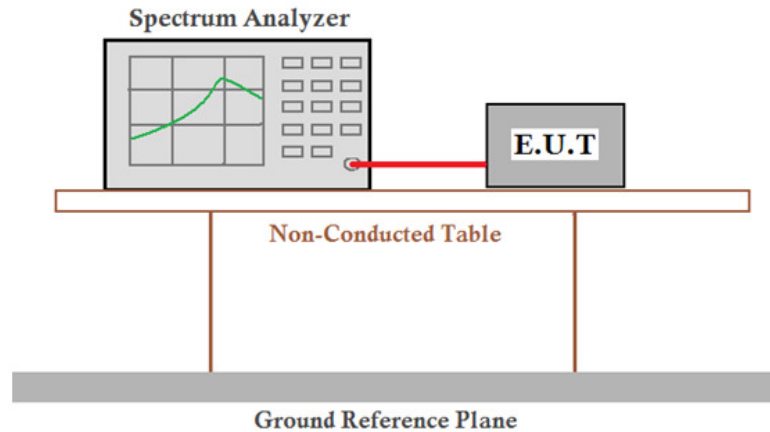 Spectrum Analyzer
E.U.T
Non-Conducted Table
Ground Reference Plane